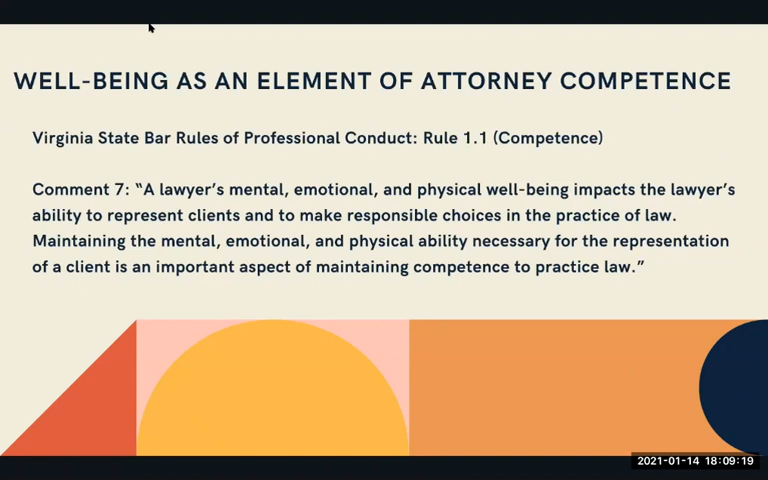 WELL-BEING AS AN ELEMENT OF ATTORNEY COMPETENCE
Virginia State Bar Rules of Professional Conduct: Rule 1.1 (Competence)
Comment 7: “A lawyer’s mental, emotional, and physical well-being impacts the lawyer’s
ability to represent clients and to make responsible choices in the practice of law.
Maintaining the mental, emotional, and physical ability necessary for the representation
of a client is an important aspect of maintaining competence to practice law.”
2021-01-14 18:09:19